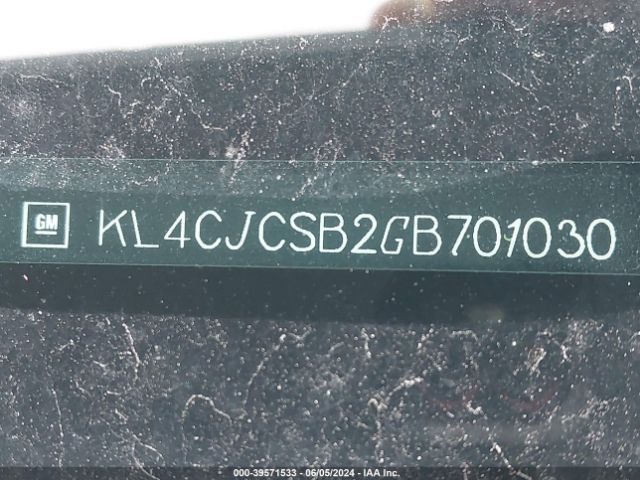 GM KL4CJCSB2GB701030
000-39571533 - 06/05/2024 - IAA Inc.